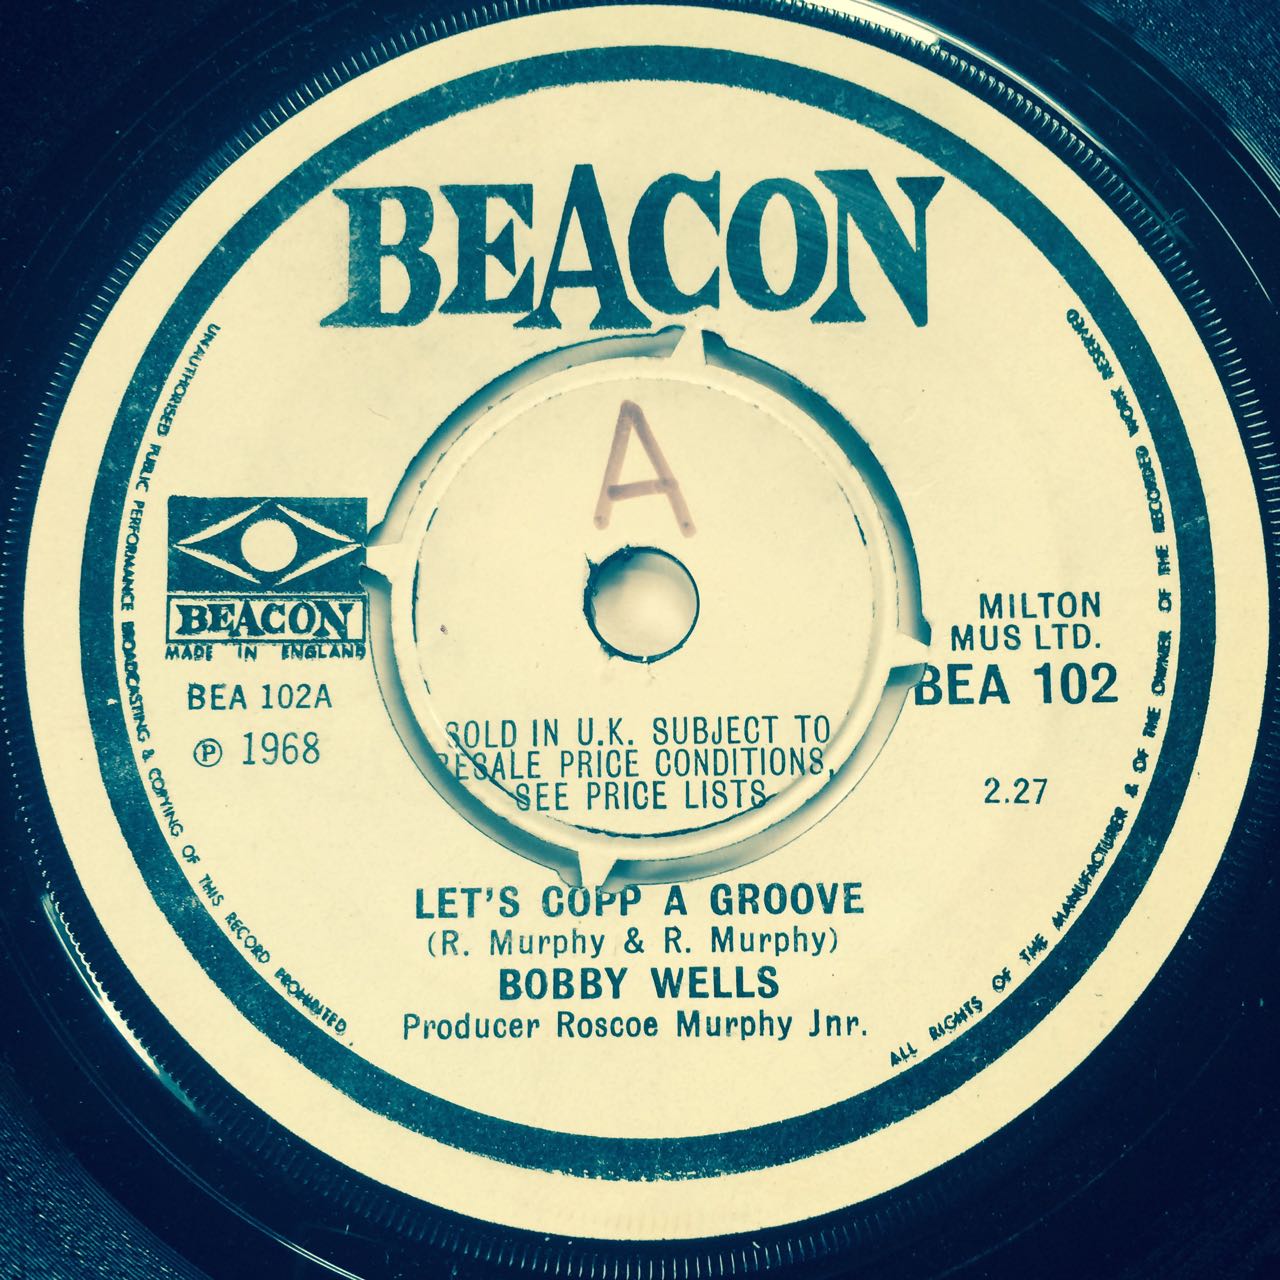 BEACON
A
UNAUTHORISED PUBLIC PERFORMANCE BROADCASTING & COPYING OF THIS RECORD PROHIBITED.
ALL RIGHTS OF THE MANUFACTURER & OF THE OWNER OF THE RECORDED WORK RESERVED
BEACON
MADE IN ENGLAND
BEA 102A
℗ 1968
MILTON
MUS LTD.
BEA 102
2.27
SOLD IN U.K. SUBJECT TO
RESALE PRICE CONDITIONS,
SEE PRICE LISTS
LET'S COPP A GROOVE
(R. Murphy & R. Murphy)
BOBBY WELLS
Producer Roscoe Murphy Jnr.